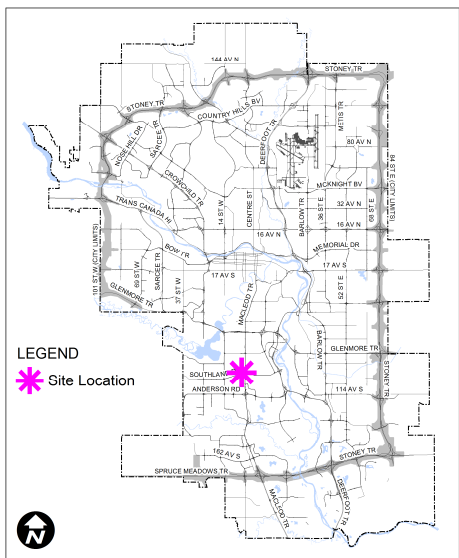 144 AV N
STONEY TR
STONEY TR
COUNTRY HILLS BV
METIS TR
NOSE HILL DR
SARCEE TR
DEERFOOT TR
80 AV N
CROWCHILD TR
MCKNIGHT BV
84 ST E (CITY LIMITS)
14 ST W
CENTRE ST
BARLOW TR
36 ST E
32 AV N
68 ST E
TRANS CANADA HI
16 AV N
16 AV N
101 ST W (CITY LIMITS)
BOW TR
MEMORIAL DR
69 ST W
SARCEE TR
37 ST W
17 AV S
17 AV S
52 ST E
GLENMORE TR
MACLEOD TR
BARLOW TR
GLENMORE TR
LEGEND
Site Location
SOUTHLAN
STONEY TR
ANDERSON RD
114 AV S
162 AV S
STONEY TR
SPRUCE MEADOWS TR
MACLEOD TR
DEERFOOT TR
N